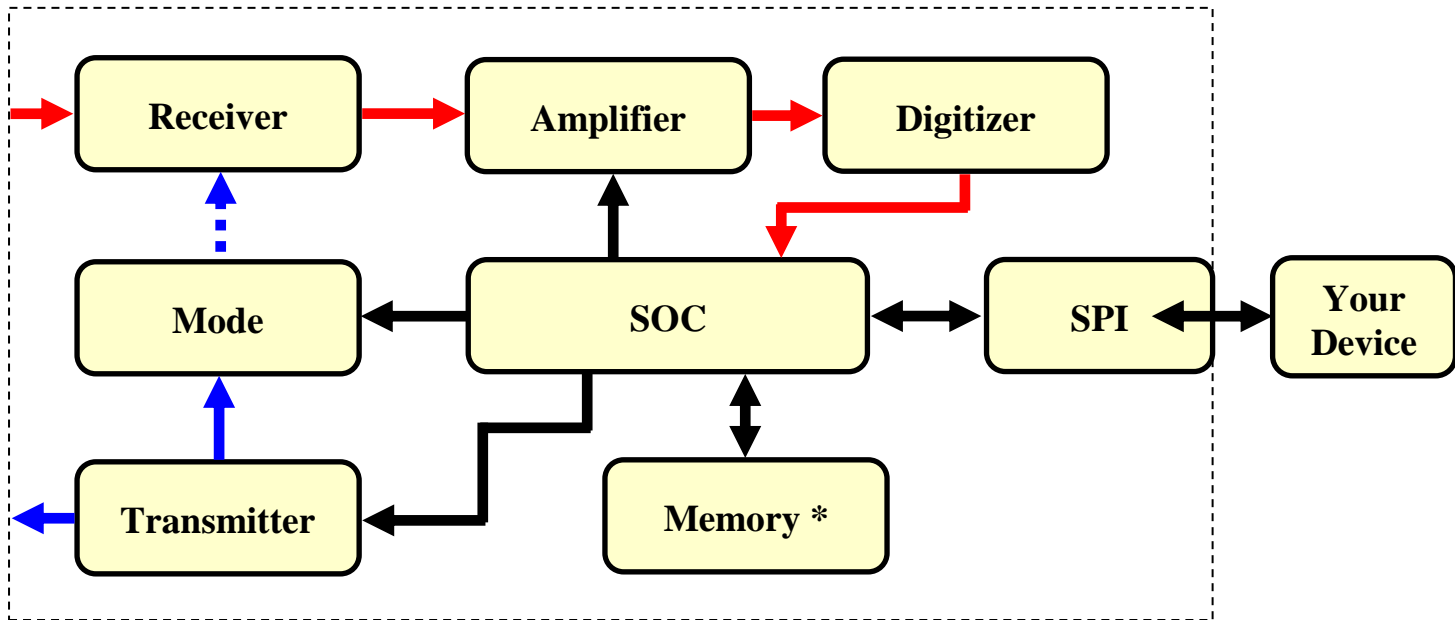 Receiver
Amplifier
Digitizer
Mode
SOC
SPI
Your
Device
Transmitter
Memory *